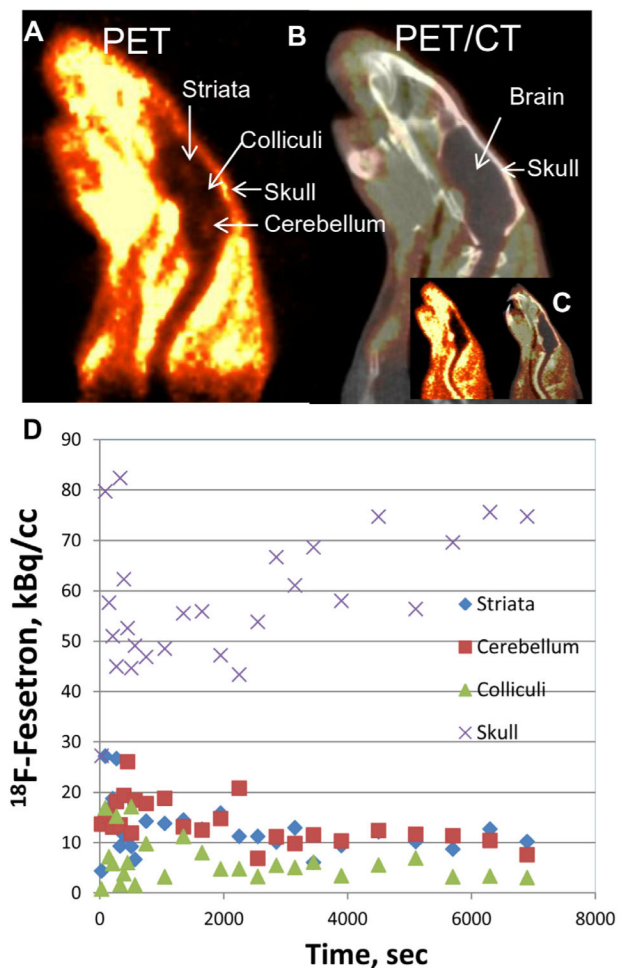 A PET
B PET/CT
Striata
Colliculi
Skull
Cerebellum
Brain
Skull
C
D
90
80
70
60
50
40
30
20
10
0
¹⁸F-Fesetron, kBq/cc
Striata
Cerebellum
Colliculi
Skull
0 2000 4000 6000 8000
Time, sec